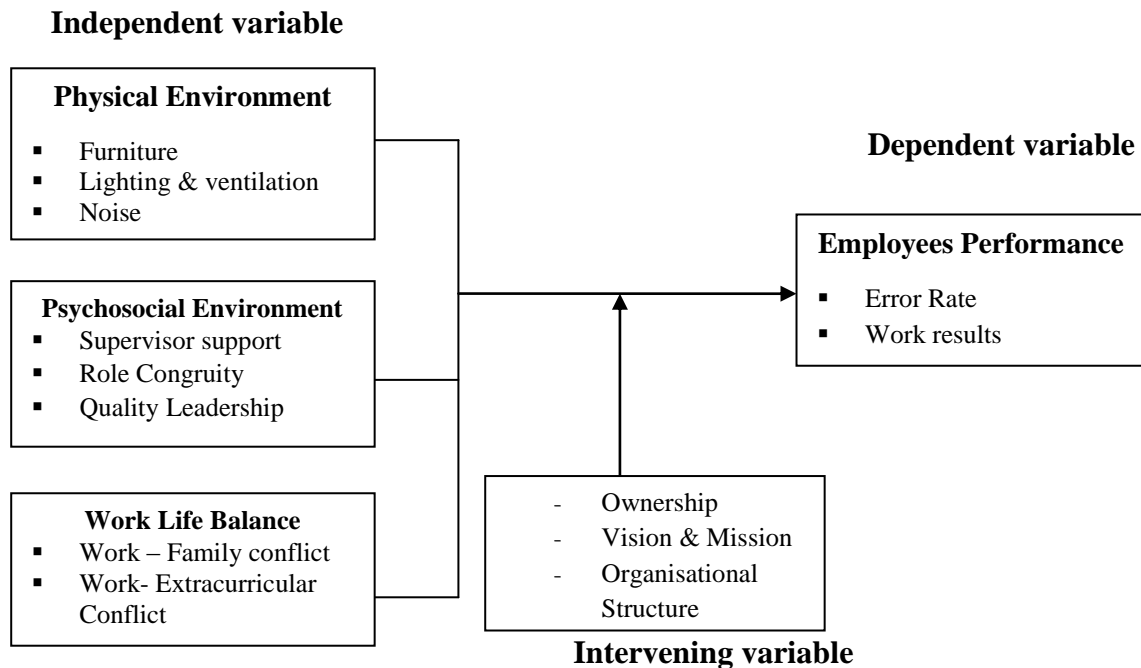 Independent variable
Physical Environment
▪ Furniture
▪ Lighting & ventilation
▪ Noise
Psychosocial Environment
▪ Supervisor support
▪ Role Congruity
▪ Quality Leadership
Work Life Balance
▪ Work – Family conflict
▪ Work- Extracurricular
Conflict
Dependent variable
Employees Performance
▪ Error Rate
▪ Work results
- Ownership
- Vision & Mission
- Organisational
Structure
Intervening variable